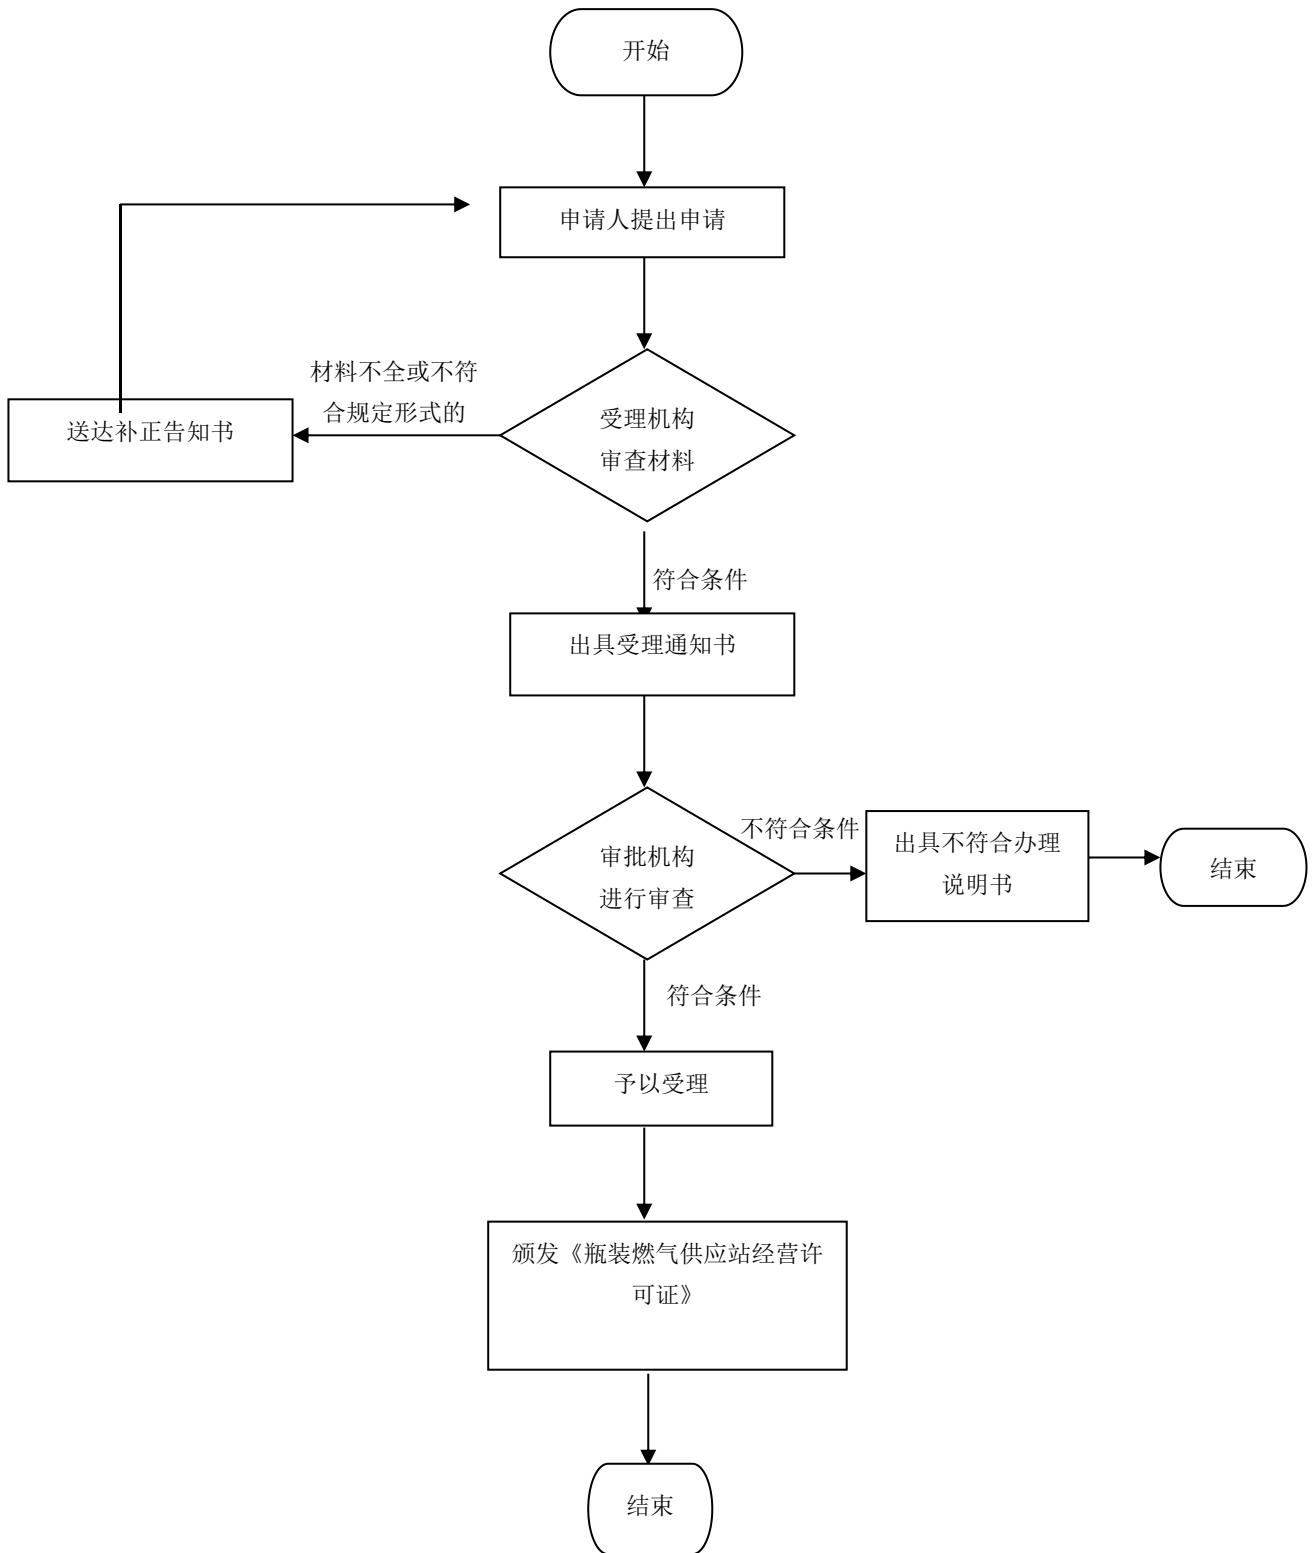 开始
申请人提出申请
材料不全或不符
合规定形式的
送达补正告知书
受理机构
审查材料
符合条件
出具受理通知书
审批机构
进行审查
不符合条件
出具不符合办理
说明书
结束
符合条件
予以受理
颁发《瓶装燃气供应站经营许
可证》
结束